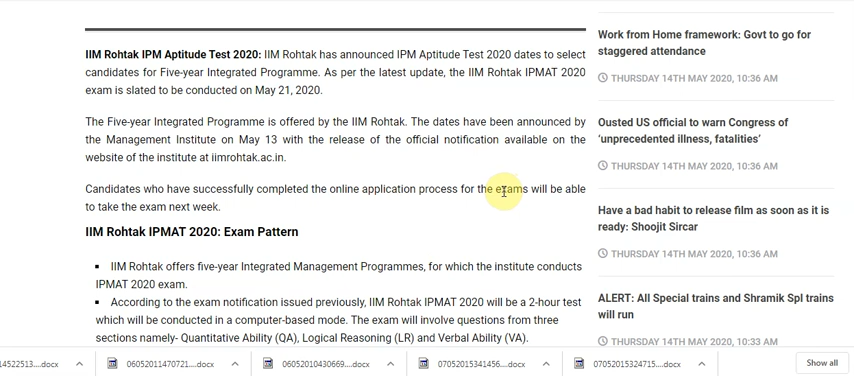 IIM Rohtak IPM Aptitude Test 2020: IIM Rohtak has announced IPM Aptitude Test 2020 dates to select
candidates for Five-year Integrated Programme. As per the latest update, the IIM Rohtak IPMAT 2020
exam is slated to be conducted on May 21, 2020.
The Five-year Integrated Programme is offered by the IIM Rohtak. The dates have been announced by
the Management Institute on May 13 with the release of the official notification available on the
website of the institute at iimrohtak.ac.in.
Candidates who have successfully completed the online application process for the exams will be able
to take the exam next week.
IIM Rohtak IPMAT 2020: Exam Pattern
▪ IIM Rohtak offers five-year Integrated Management Programmes, for which the institute conducts
IPMAT 2020 exam.
▪ According to the exam notification issued previously, IIM Rohtak IPMAT 2020 will be a 2-hour test
which will be conducted in a computer-based mode. The exam will involve questions from three
sections namely- Quantitative Ability (QA), Logical Reasoning (LR) and Verbal Ability (VA).
Work from Home framework: Govt to go for
staggered attendance
THURSDAY 14TH MAY 2020, 10:36 AM
Ousted US official to warn Congress of
‘unprecedented illness, fatalities’
THURSDAY 14TH MAY 2020, 10:36 AM
Have a bad habit to release film as soon as it is
ready: Shoojit Sircar
THURSDAY 14TH MAY 2020, 10:36 AM
ALERT: All Special trains and Shramik Spl trains
will run
THURSDAY 14TH MAY 2020, 10:33 AM
14522513....docx
06052011470721....docx
06052010430669....docx
07052015341456....docx
07052015324715....docx
Show all